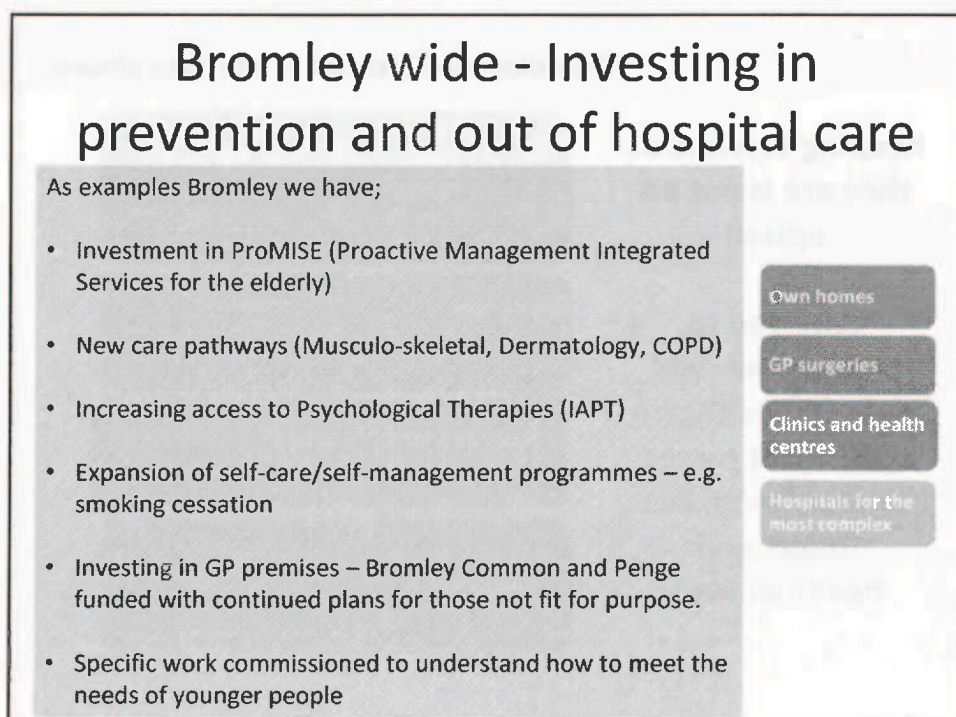 Bromley wide - Investing in
prevention and out of hospital care
As examples Bromley we have;
• Investment in ProMISE (Proactive Management Integrated
Services for the elderly)
• New care pathways (Musculo-skeletal, Dermatology, COPD)
• Increasing access to Psychological Therapies (IAPT)
• Expansion of self-care/self-management programmes – e.g.
smoking cessation
• Investing in GP premises – Bromley Common and Penge
funded with continued plans for those not fit for purpose.
• Specific work commissioned to understand how to meet the
needs of younger people
Own homes
GP surgeries
Clinics and health
centres
Hospitals for the
most complex